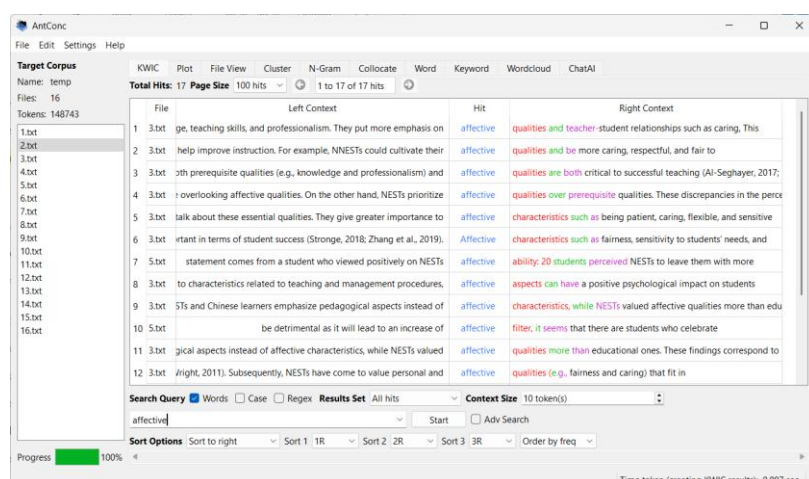 AntConc
File Edit Settings Help
Target Corpus
Name: temp
Files: 16
Tokens: 148743
1.txt
2.txt
3.txt
4.txt
5.txt
6.txt
7.txt
8.txt
9.txt
10.txt
11.txt
12.txt
13.txt
14.txt
15.txt
16.txt
Progress 100%
KWIC Plot File View Cluster N-Gram Collocate Word Keyword Wordcloud ChatAI
Total Hits: 17 Page Size 100 hits 1 to 17 of 17 hits
File Left Context Hit Right Context
1 3.txt ge, teaching skills, and professionalism. They put more emphasis on affective qualities and teacher-student relationships such as caring, This
2 3.txt help improve instruction. For example, NNESTs could cultivate their affective qualities and be more caring, respectful, and fair to
3 3.txt oth prerequisite qualities (e.g., knowledge and professionalism) and affective qualities are both critical to successful teaching (Al-Seghayer, 2017;
4 3.txt overlooking affective qualities. On the other hand, NESTs prioritize affective qualities over prerequisite qualities. These discrepancies in the perce
5 3.txt talk about these essential qualities. They give greater importance to affective characteristics such as being patient, caring, flexible, and sensitive
6 3.txt rtant in terms of student success (Stronge, 2018; Zhang et al., 2019). Affective characteristics such as fairness, sensitivity to students' needs, and
7 5.txt statement comes from a student who viewed positively on NESTs affective ability: 20 students perceived NESTs to leave them with more
8 3.txt to characteristics related to teaching and management procedures, affective aspects can have a positive psychological impact on students
9 3.txt STs and Chinese learners emphasize pedagogical aspects instead of affective characteristics, while NESTs valued affective qualities more than edu
10 5.txt be detrimental as it will lead to an increase of affective filter, it seems that there are students who celebrate
11 3.txt gical aspects instead of affective characteristics, while NESTs valued affective qualities more than educational ones. These findings correspond to
12 3.txt Wright, 2011). Subsequently, NESTs have come to value personal and affective qualities (e.g., fairness and caring) that fit in
Search Query Words Case Regex Results Set All hits Context Size 10 token(s)
affective Start Adv Search
Sort Options Sort to right Sort 1 1R Sort 2 2R Sort 3 3R Order by freq